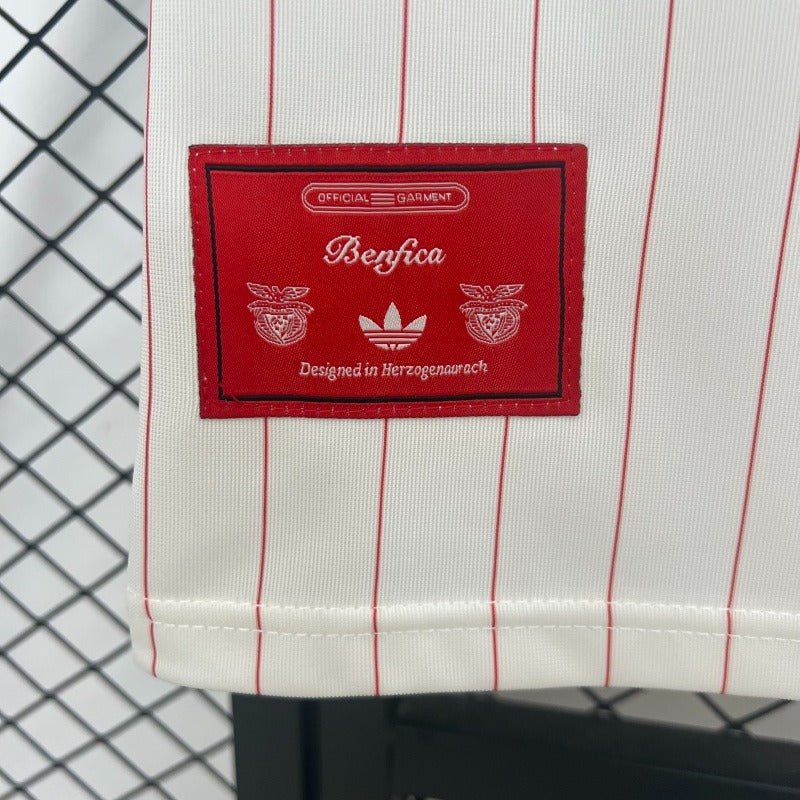 OFFICIAL GARMENT
Benfica
Designed in Herzogenaurach